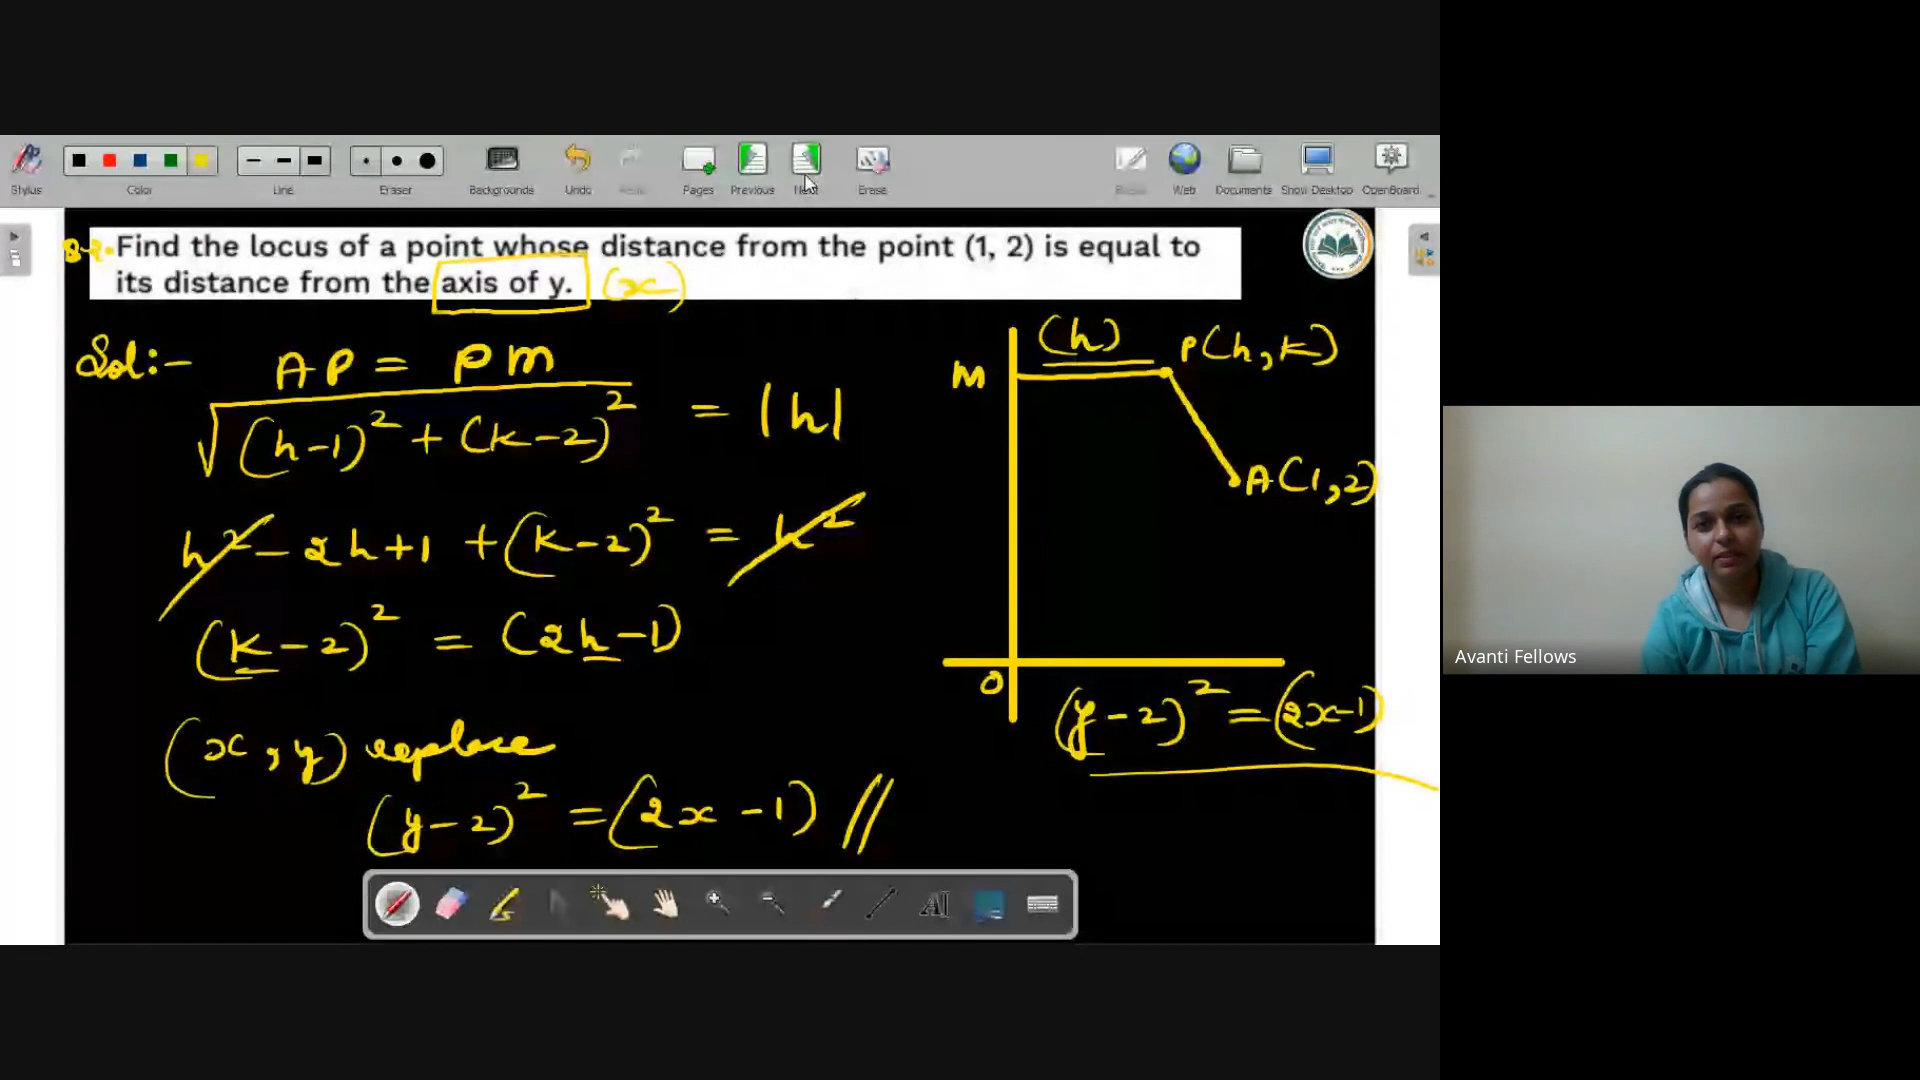 Stylus Color Line Eraser Backgrounds Undo Pages Previous Next Erase Web Documents Show Desktop OpenBoard
Find the locus of a point whose distance from the point (1, 2) is equal to
its distance from the axis of y. (x)
Sol:-
AP = PM
√(h-1)² + (k-2)² = |h|
h² - 2h+1 + (k-2)² = h²
(k-2)² = (2h-1)
(x, y) replace
(y-2)² = (2x-1) //
(h)
P(h, k)
M
A(1,2)
O
(y-2)² = (2x-1)
Avanti Fellows